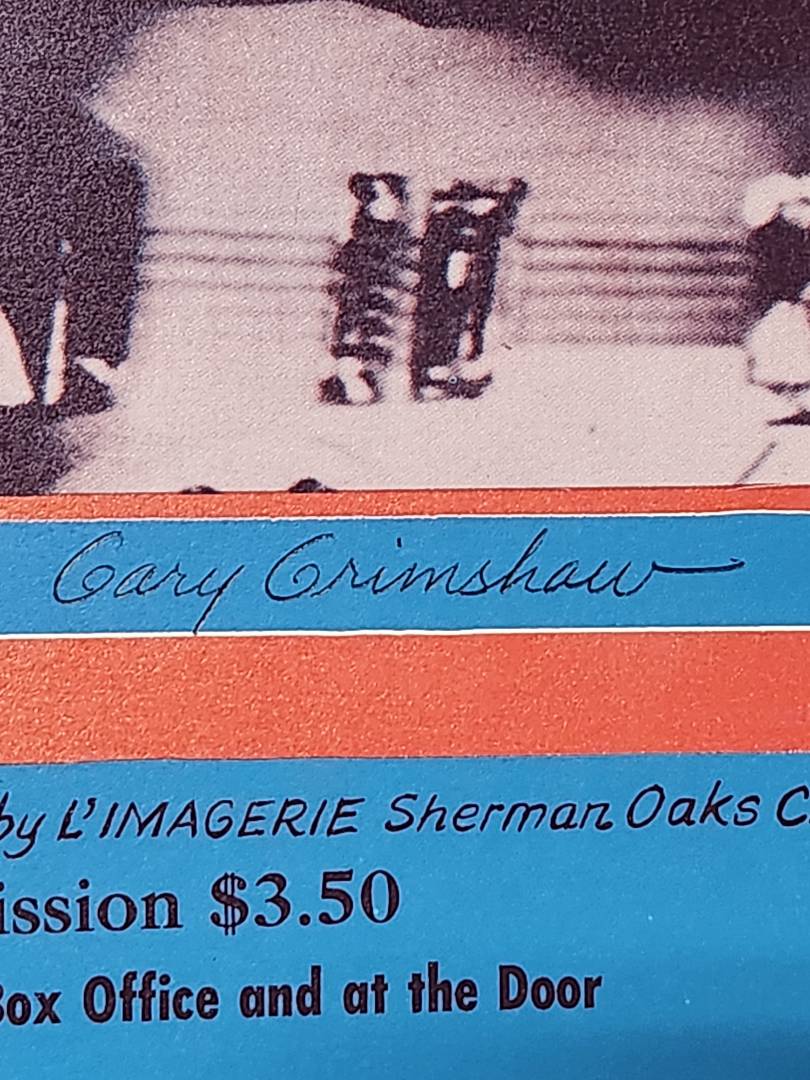 Gary Grimshaw
by L'IMAGERIE Sherman Oaks C
ission $3.50
Box Office and at the Door